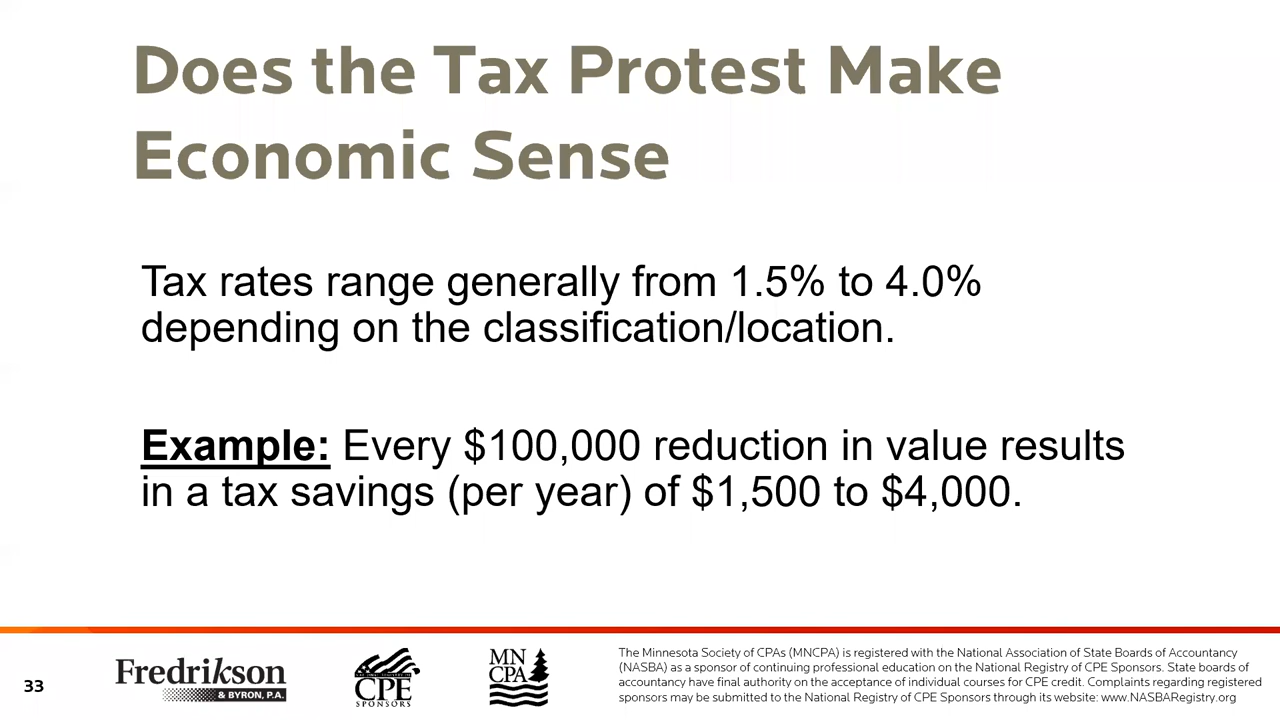 Does the Tax Protest Make
Economic Sense
Tax rates range generally from 1.5% to 4.0%
depending on the classification/location.
Example: Every $100,000 reduction in value results
in a tax savings (per year) of $1,500 to $4,000.
33
Fredrikson
& BYRON, P.A.
CPE
SPONSORS
MN
CPA
The Minnesota Society of CPAs (MNCPA) is registered with the National Association of State Boards of Accountancy
(NASBA) as a sponsor of continuing professional education on the National Registry of CPE Sponsors. State boards of
accountancy have final authority on the acceptance of individual courses for CPE credit. Complaints regarding registered
sponsors may be submitted to the National Registry of CPE Sponsors through its website: www.NASBARegistry.org